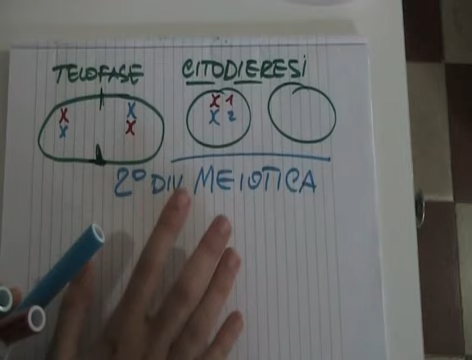 TELOFASE CITODIERESI
1
2
2° DIV MEIOTICA